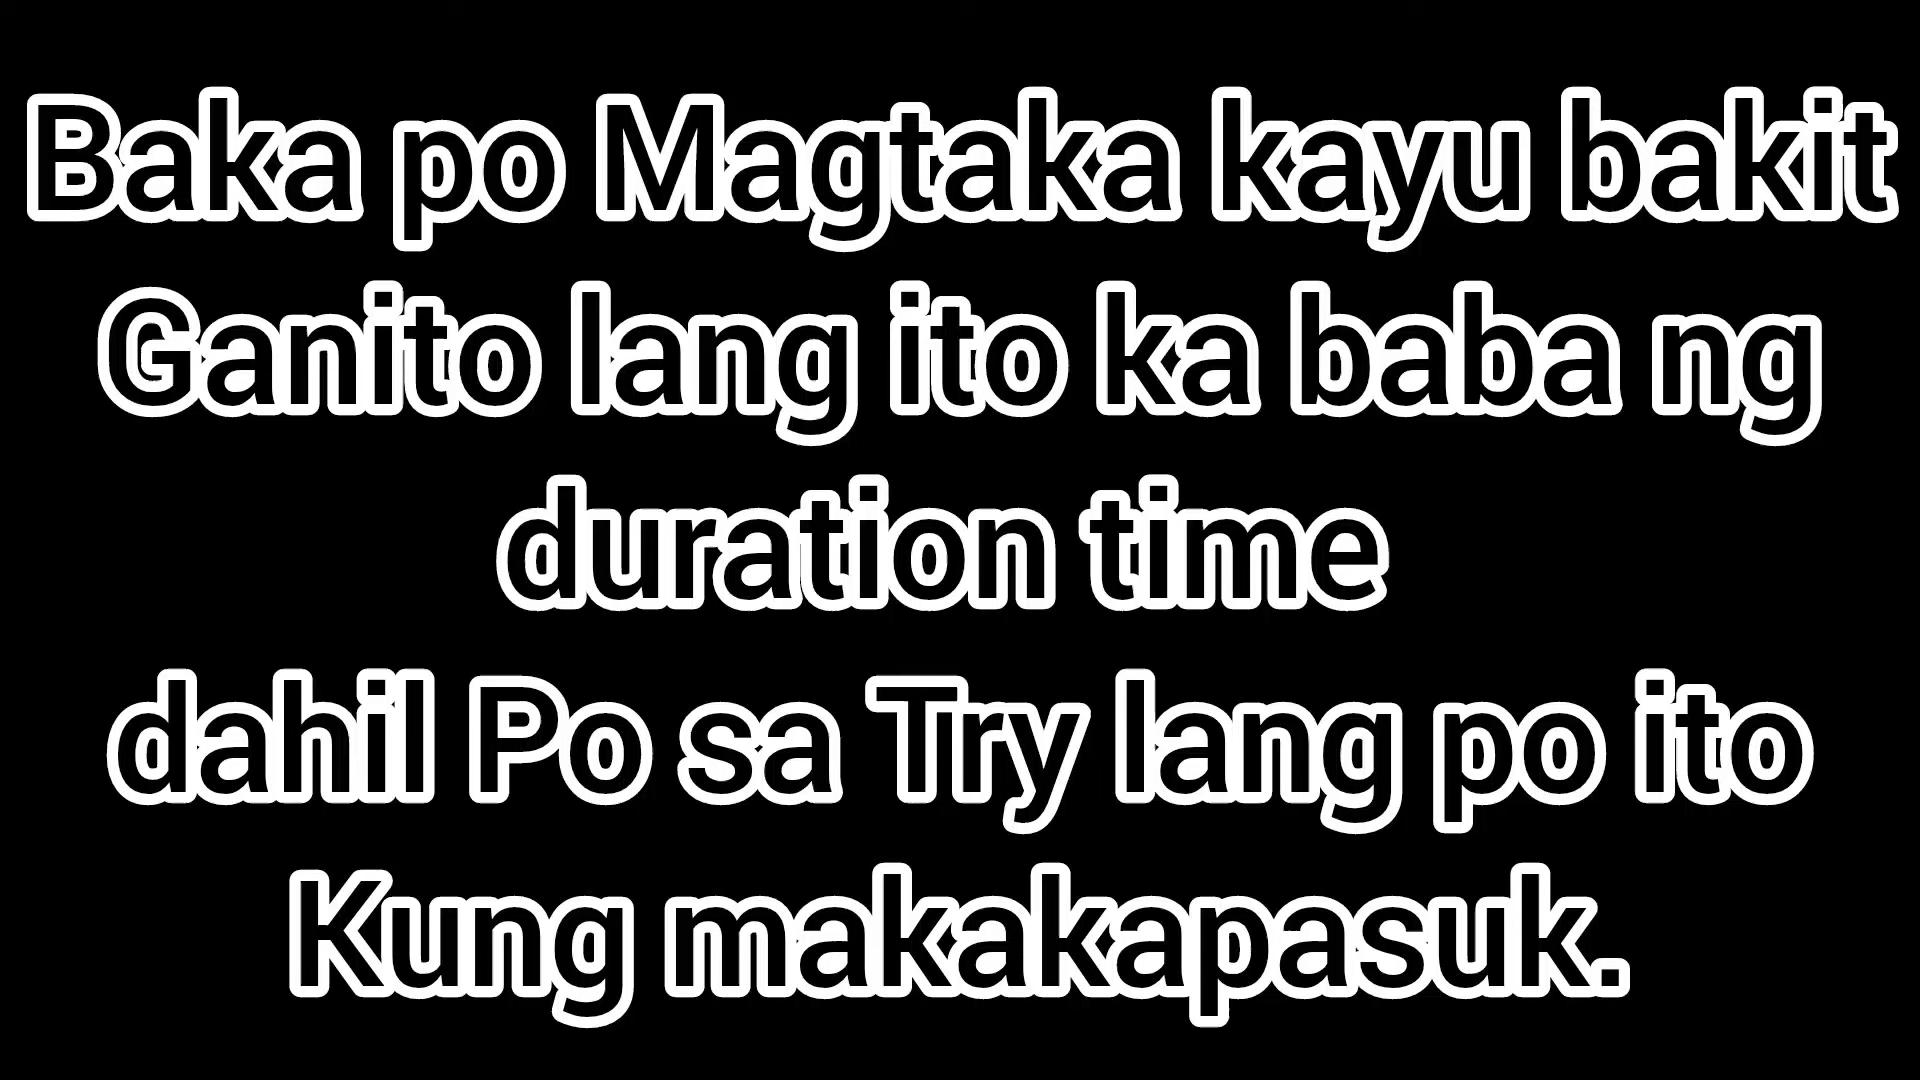 Baka po Magtaka kayu bakit
Ganito lang ito ka baba ng
duration time
dahil Po sa Try lang po ito
Kung makakapasuk.